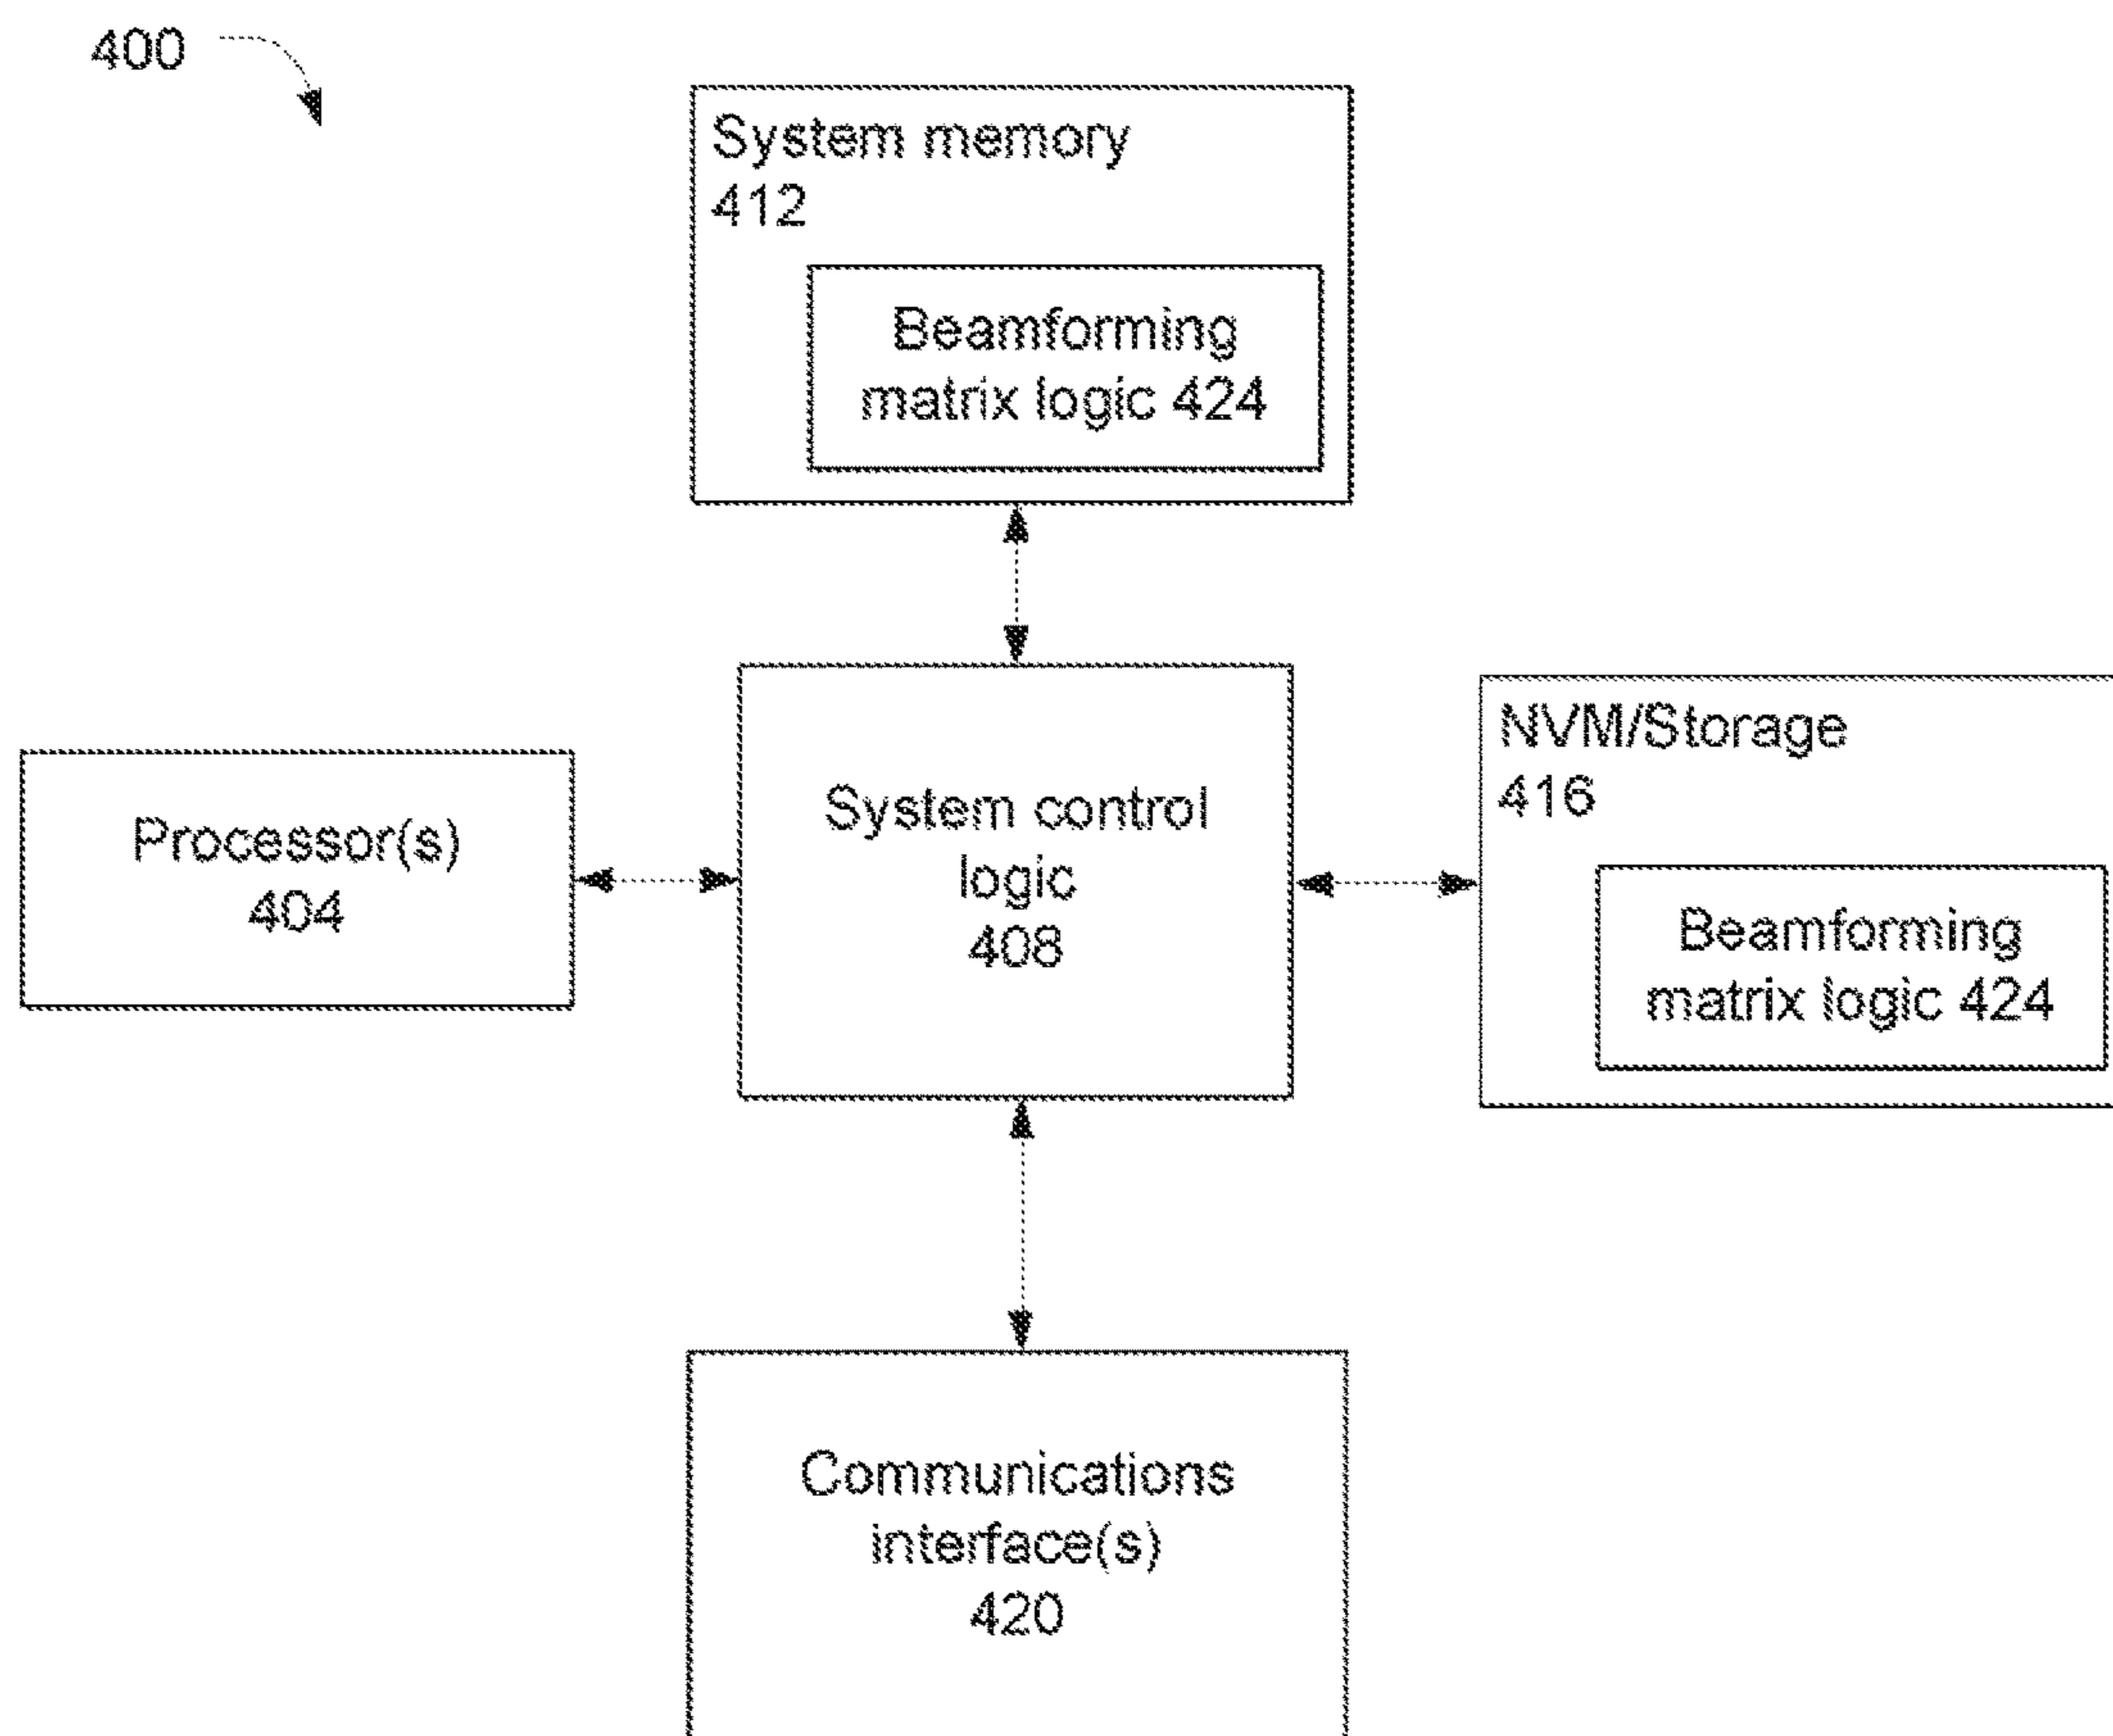 400
System memory
412
Beamforming
matrix logic 424
Processor(s)
404
System control
logic
408
NVM/Storage
416
Beamforming
matrix logic 424
Communications
interface(s)
420